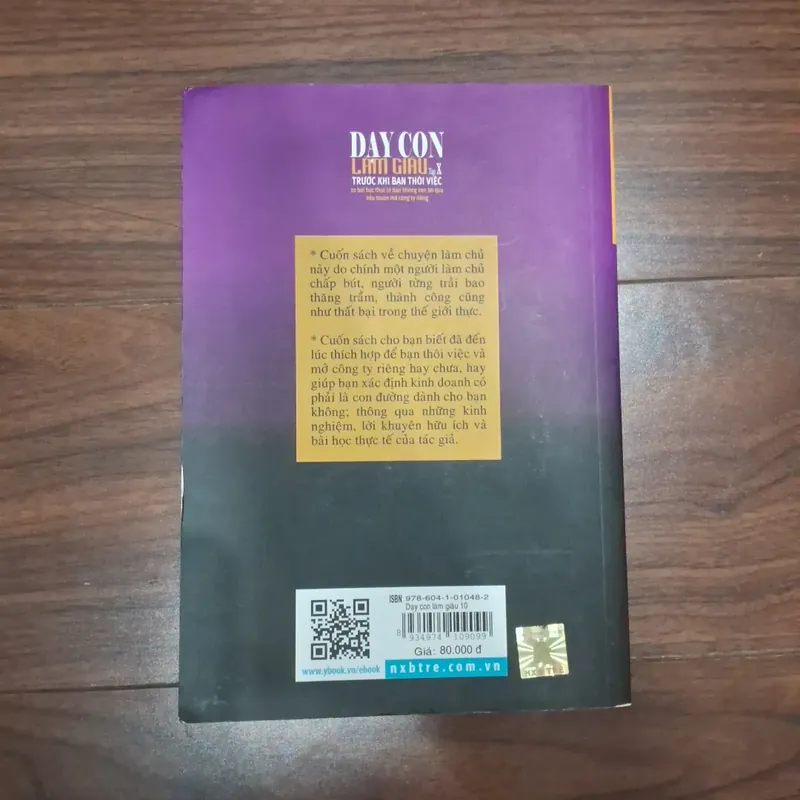 DẠY CON
LÀM GIÀU Tập X
TRƯỚC KHI BẠN THÔI VIỆC
* Cuốn sách về chuyện làm chủ
này do chính một người làm chủ
chấp bút, người từng trải bao
thăng trầm, thành công cũng
như thất bại trong thế giới thực.
* Cuốn sách cho bạn biết đã đến
lúc thích hợp để bạn thôi việc và
mở công ty riêng hay chưa, hay
giúp bạn xác định kinh doanh có
phải là con đường dành cho bạn
không; thông qua những kinh
nghiệm, lời khuyên hữu ích và
bài học thực tế của tác giả.
ISBN 978-604-1-01048-2
Dạy con làm giàu 10
8 934974 109099
Giá: 80.000 đ
www.ybook.vn/ebook
nxbtre.com.vn